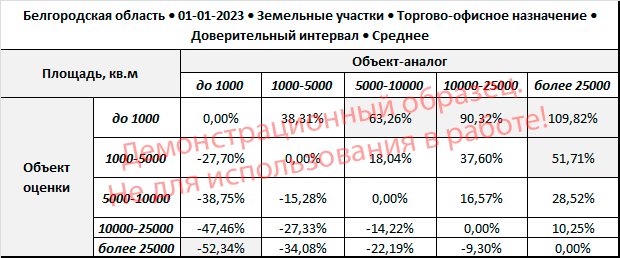 Белгородская область • 01-01-2023 • Земельные участки • Торгово-офисное назначение •
Доверительный интервал • Среднее
Площадь, кв.м
Объект-аналог
до 1000 1000-5000 5000-10000 10000-25000 более 25000
Объект оценки
до 1000 0,00% 38,31% 63,26% 90,32% 109,82%
1000-5000 -27,70% 0,00% 18,04% 37,60% 51,71%
5000-10000 -38,75% -15,28% 0,00% 16,57% 28,52%
10000-25000 -47,46% -27,33% -14,22% 0,00% 10,25%
более 25000 -52,34% -34,08% -22,19% -9,30% 0,00%
Демонстрационный образец.
Не для использования в работе!